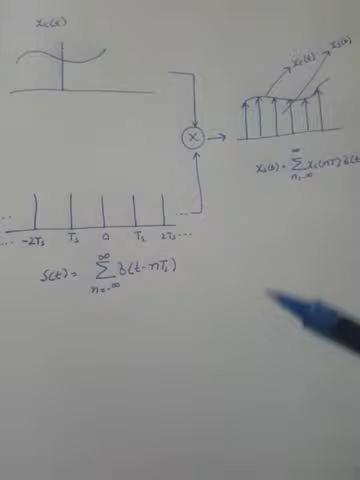 xc(t)
xc(t)
xs(t)
xs(t) = ∑ n=-∞ ∞ xc(nT) δ(t
... -2Ts Ts 0 Ts 2Ts ...
s(t) = ∑ n=-∞ ∞ δ(t-nTs)